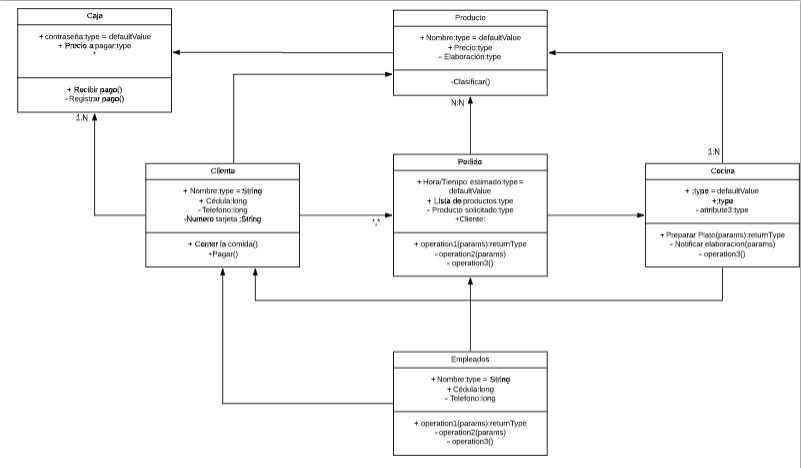 Caja
+ contraseña:type = defaultValue
+ Precio a pagar:type
*
+ Recibir pago()
- Registrar pago()
1.N
Producto
+ Nombre:type = defaultValue
+ Precio:type
- Elaboración:type
-Clasificar()
N:N
Cliente
+ Nombre:type = String
+ Cédula:long
- Telefono:long
-Numero tarjeta :String
+ Comer la comida()
+Pagar()
*.*
Pedido
+ Hora/Tiempo estimado:type =
defaultValue
+ Lista de productos:type
- Producto solicitado:type
+Cliente:
+ operation1(params):returnType
- operation2(params)
- operation3()
1:N
Cocina
+ :type = defaultValue
+:type
- attribute3:type
+ Preparar Plato(params):returnType
- Notificar elaboracion(params)
- operation3()
Empleados
+ Nombre:type = String
+ Cédula:long
- Telefono:long
+ operation1(params):returnType
- operation2(params)
- operation3()